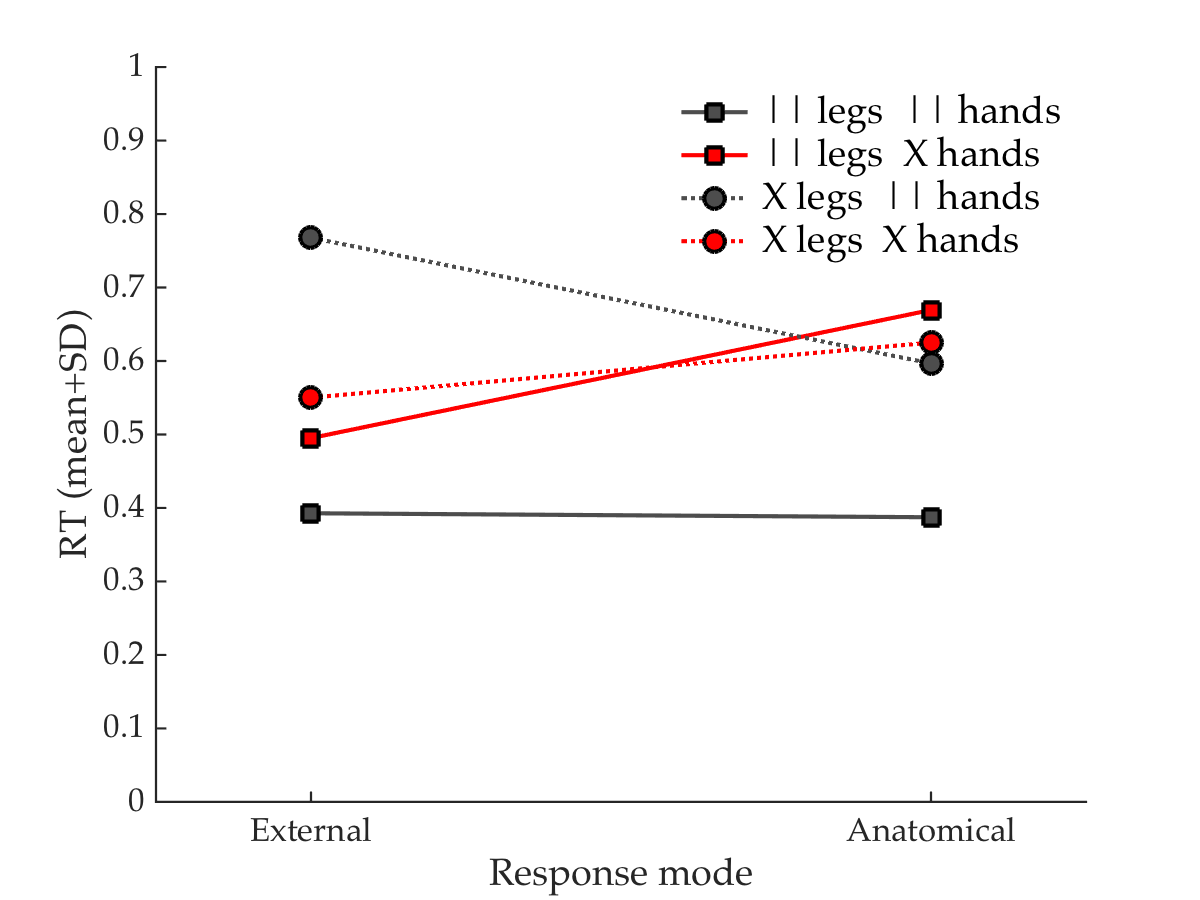 1
0.9
0.8
0.7
0.6
0.5
0.4
0.3
0.2
0.1
0
RT (mean+SD)
| | legs | | hands
| | legs X hands
X legs | | hands
X legs X hands
External
Anatomical
Response mode